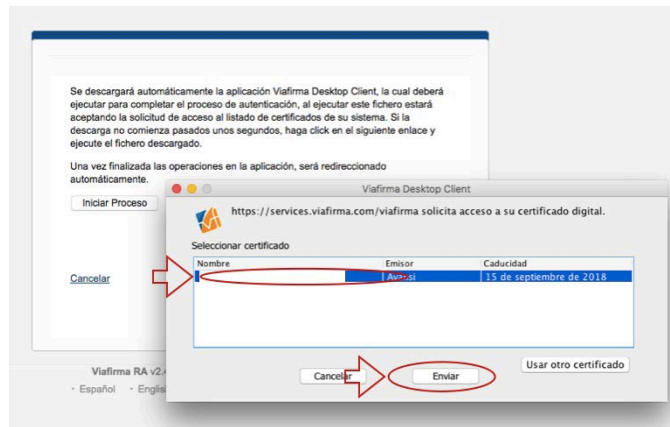 Se descargará automáticamente la aplicación Viafirma Desktop Client, la cual deberá
ejecutar para completar el proceso de autenticación, al ejecutar este fichero estará
aceptando la solicitud de acceso al listado de certificados de su sistema. Si la
descarga no comienza pasados unos segundos, haga click en el siguiente enlace y
ejecute el fichero descargado.
Una vez finalizada las operaciones en la aplicación, será redireccionado
automáticamente.
Iniciar Proceso
Cancelar
Viafirma RA
· Español · Englis
Viafirma Desktop Client
https://services.viafirma.com/viafirma solicita acceso a su certificado digital.
Seleccionar certificado
Nombre Emisor Caducidad
Avansi 15 de septiembre de 2018
Usar otro certificado
Cancelar Enviar